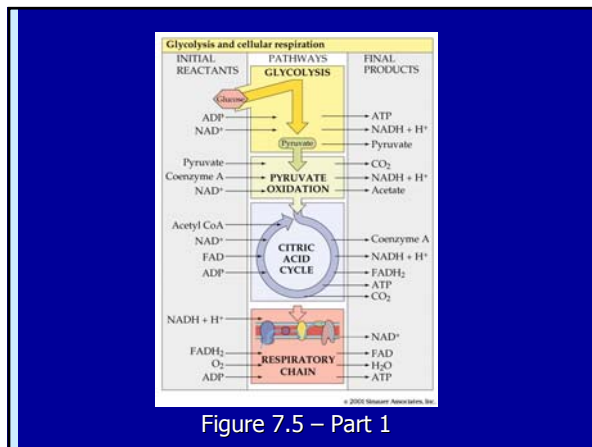 Glycolysis and cellular respiration
INITIAL REACTANTS
PATHWAYS
FINAL PRODUCTS
GLYCOLYSIS
Glucose
ADP
NAD⁺
ATP
NADH + H⁺
Pyruvate
Pyruvate
Pyruvate
Coenzyme A
NAD⁺
PYRUVATE
OXIDATION
CO₂
NADH + H⁺
Acetate
Acetyl CoA
NAD⁺
FAD
ADP
CITRIC
ACID
CYCLE
Coenzyme A
NADH + H⁺
FADH₂
ATP
CO₂
NADH + H⁺
FADH₂
O₂
ADP
RESPIRATORY
CHAIN
NAD⁺
FAD
H₂O
ATP
© 2001 Sinauer Associates, Inc.
Figure 7.5 – Part 1